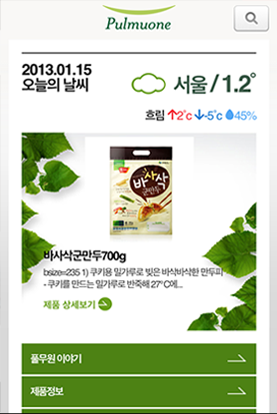 Pulmuone
2013.01.15
오늘의 날씨
서울 / 1.2°
흐림 2°c -5°c 45%
바사삭
군만두
바사삭군만두700g
bsize=235 1) 쿠키용 밀가루로 빚은 바삭바삭한 만두피
- 쿠키를 만드는 밀가루로 반죽해 27° C에...
제품 상세보기
풀무원 이야기
제품정보